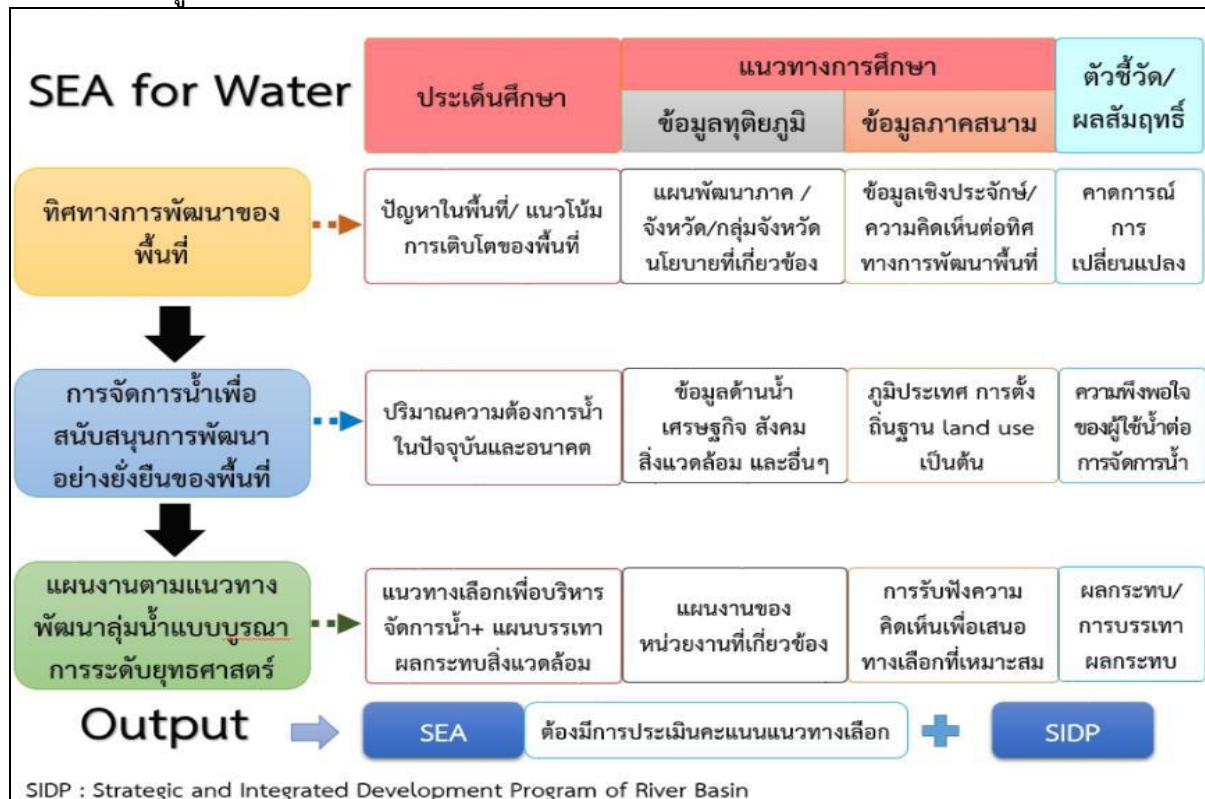 SEA for Water
ประเด็นศึกษา
แนวทางการศึกษา
ข้อมูลทุติยภูมิ
ข้อมูลภาคสนาม
ตัวชี้วัด/
ผลสัมฤทธิ์
ทิศทางการพัฒนาของ
พื้นที่
ปัญหาในพื้นที่/ แนวโน้ม
การเติบโตของพื้นที่
แผนพัฒนาภาค /
จังหวัด/กลุ่มจังหวัด
นโยบายที่เกี่ยวข้อง
ข้อมูลเชิงประจักษ์/
ความคิดเห็นต่อทิศ
ทางการพัฒนาพื้นที่
คาดการณ์
การ
เปลี่ยนแปลง
การจัดการน้ำเพื่อ
สนับสนุนการพัฒนา
อย่างยั่งยืนของพื้นที่
ปริมาณความต้องการน้ำ
ในปัจจุบันและอนาคต
ข้อมูลด้านน้ำ
เศรษฐกิจ สังคม
สิ่งแวดล้อม และอื่นๆ
ภูมิประเทศ การตั้ง
ถิ่นฐาน land use
เป็นต้น
ความพึงพอใจ
ของผู้ใช้น้ำต่อ
การจัดการน้ำ
แผนงานตามแนวทาง
พัฒนาลุ่มน้ำแบบบูรณา
การระดับยุทธศาสตร์
แนวทางเลือกเพื่อบริหาร
จัดการน้ำ+ แผนบรรเทา
ผลกระทบสิ่งแวดล้อม
แผนงานของ
หน่วยงานที่เกี่ยวข้อง
การรับฟังความ
คิดเห็นเพื่อเสนอ
ทางเลือกที่เหมาะสม
ผลกระทบ/
การบรรเทา
ผลกระทบ
Output
SEA
ต้องมีการประเมินคะแนนแนวทางเลือก
SIDP
SIDP : Strategic and Integrated Development Program of River Basin